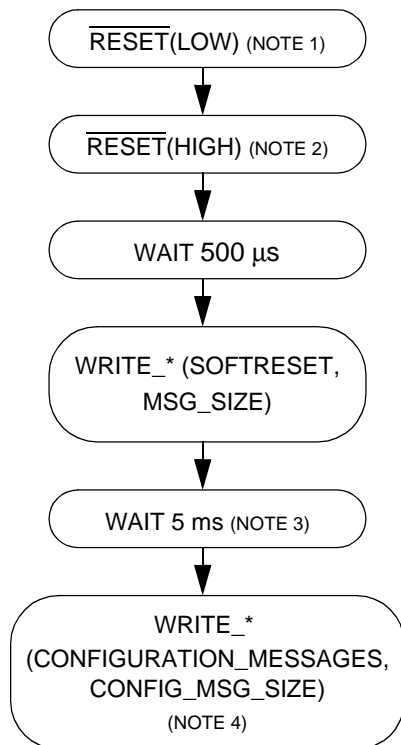 RESET(LOW) (NOTE 1)
RESET(HIGH) (NOTE 2)
WAIT 500 µs
WRITE_* (SOFTRESET,
MSG_SIZE)
WAIT 5 ms (NOTE 3)
WRITE_*
(CONFIGURATION_MESSAGES,
CONFIG_MSG_SIZE)
(NOTE 4)